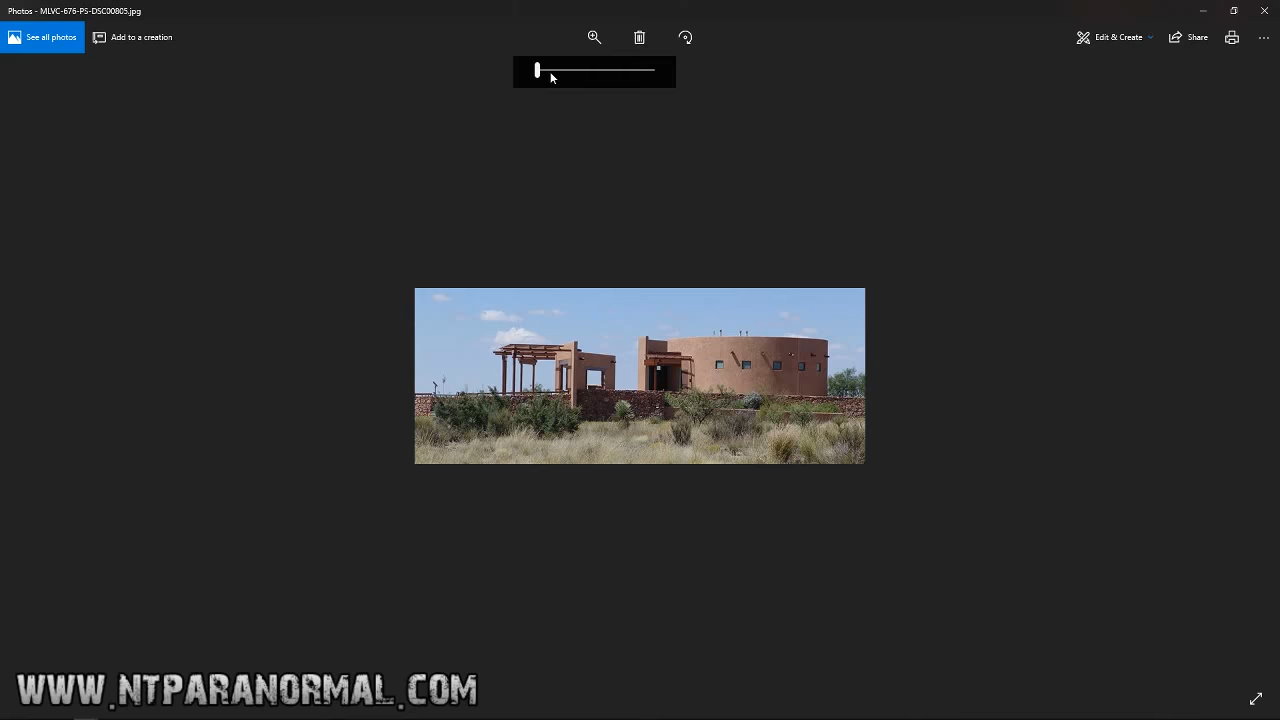 Photos - MLVC-676-PS-DSC00805.jpg
See all photos
Add to a creation
Edit & Create
Share
WWW.NTPARANORMAL.COM